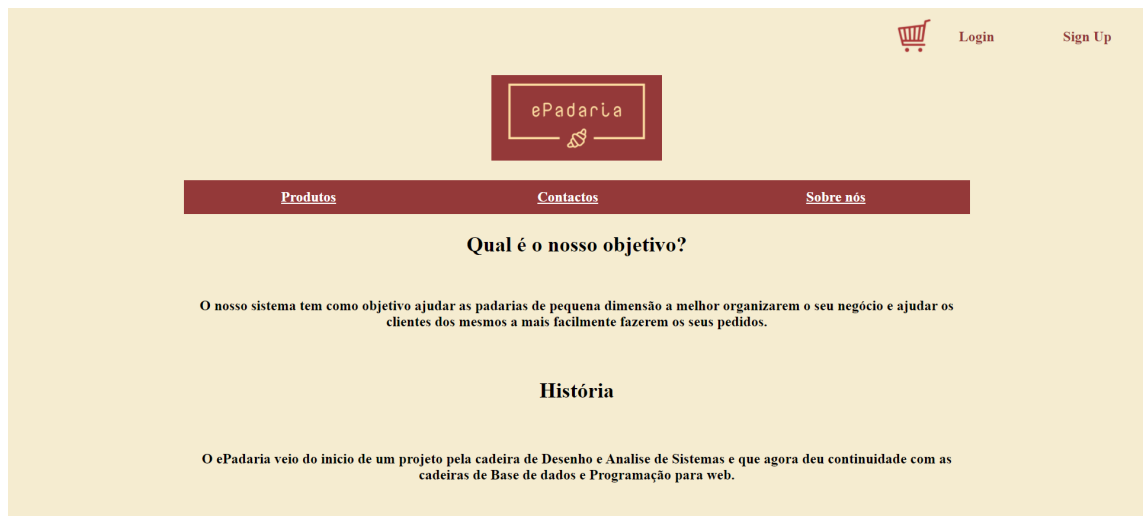 Login Sign Up
ePadaria
Produtos Contactos Sobre nós
Qual é o nosso objetivo?
O nosso sistema tem como objetivo ajudar as padarias de pequena dimensão a melhor organizarem o seu negócio e ajudar os
clientes dos mesmos a mais facilmente fazerem os seus pedidos.
História
O ePadaria veio do inicio de um projeto pela cadeira de Desenho e Analise de Sistemas e que agora deu continuidade com as
cadeiras de Base de dados e Programação para web.